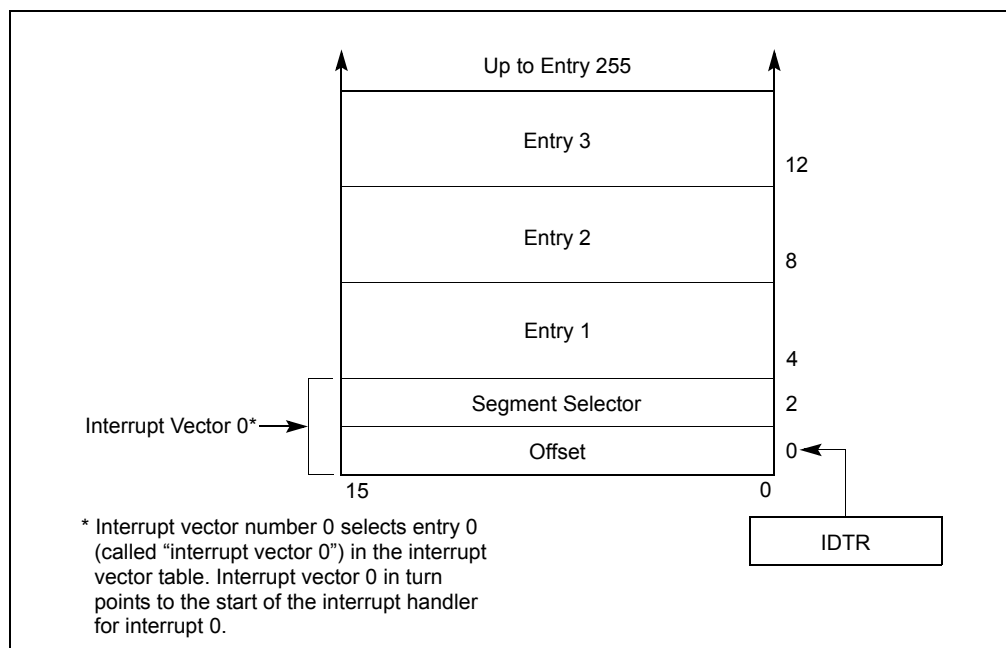 Up to Entry 255
Entry 3
12
Entry 2
8
Entry 1
4
Segment Selector
2
Interrupt Vector 0*
Offset
0
15
0
* Interrupt vector number 0 selects entry 0
(called “interrupt vector 0”) in the interrupt
vector table. Interrupt vector 0 in turn
points to the start of the interrupt handler
for interrupt 0.
IDTR